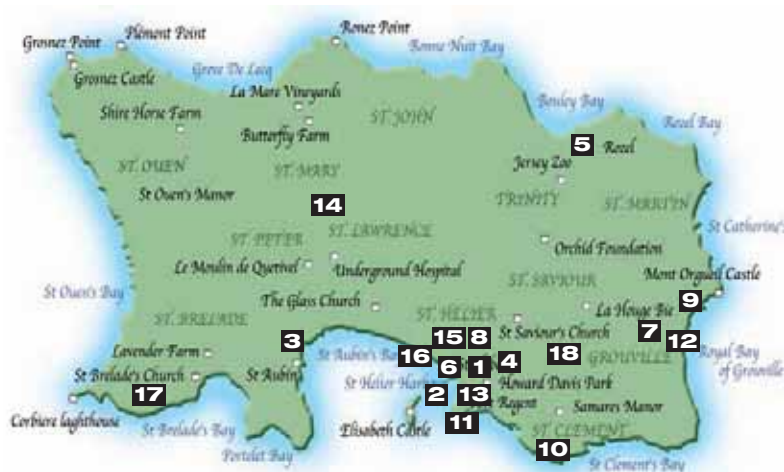 Grosnez Point
Plémont Point
Ronez Point
Bonne Nuit Bay
Grosnez Castle
Greve De Lecq
La Mare Vineyards
Bouley Bay
Shire Horse Farm
Butterfly Farm
ST. JOHN
Rozel Bay
5
Rozel
ST. OUEN
ST. MARY
Jersey Zoo
St Ouen's Manor
TRINITY
ST. MARTIN
14
St Catherine's
ST. PETER
ST. LAWRENCE
Orchid Foundation
Le Moulin de Quetivel
Underground Hospital
ST. SAVIOUR
Mont Orgueil Castle
St Ouen's Bay
The Glass Church
La Houge Bie
9
ST. BRELADE
ST. HELIER
St Saviour's Church
7
3
15
8
12
Lavender Farm
St Aubin's Ba
16
18
GROUVILLE
Royal Bay
of Grouville
St Brelade's Church
St Aubins
6
1
4
17
St Helier Har
Howard Davis Park
2
13
Regent
Samares Manor
Corbiere laghthouse
St Brelade's Bay
Elisabeth Castle
11
ST. CLEMENT
Portelet Bay
10
St Clement's Bay